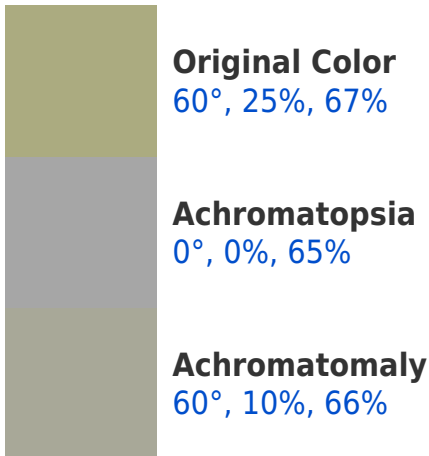 Original Color
60°, 25%, 67%
Achromatopsia
0°, 0%, 65%
Achromatomaly
60°, 10%, 66%